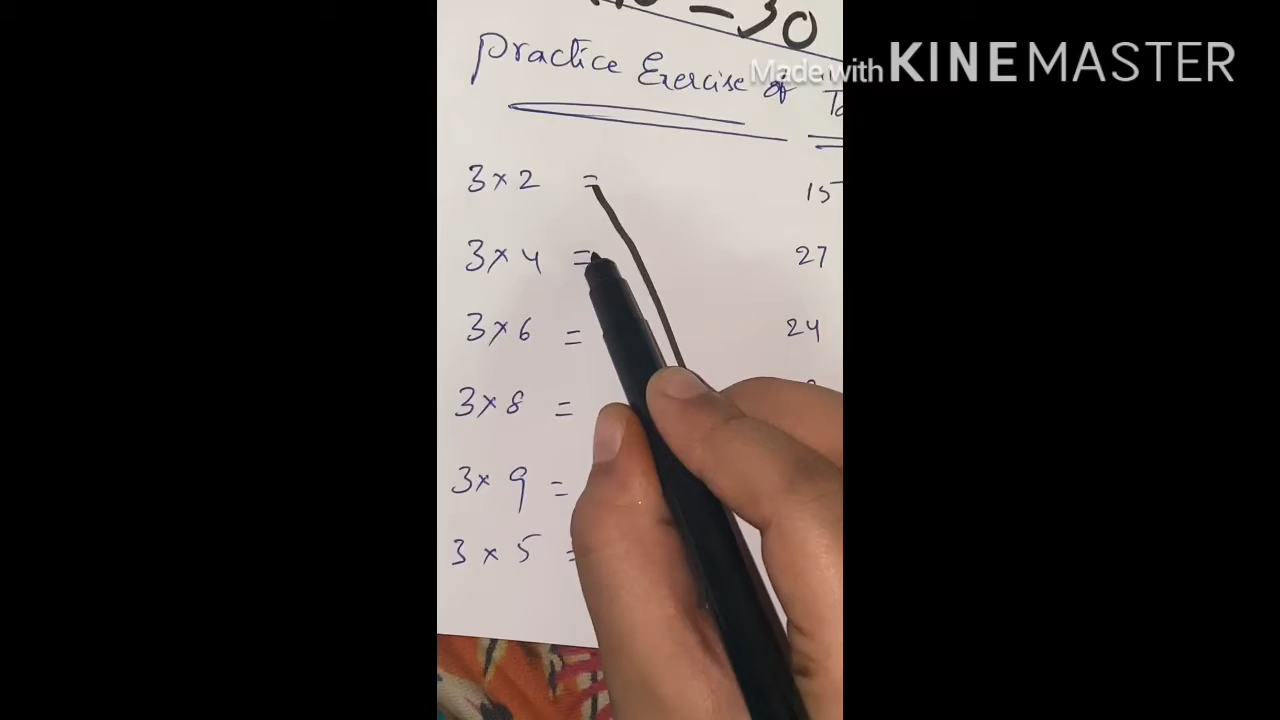 = 30
Practice Exercise of
Made with KINEMASTER
3 × 2 = 15
3 × 4 = 27
3 × 6 = 24
3 × 8 =
3 × 9 =
3 × 5 =